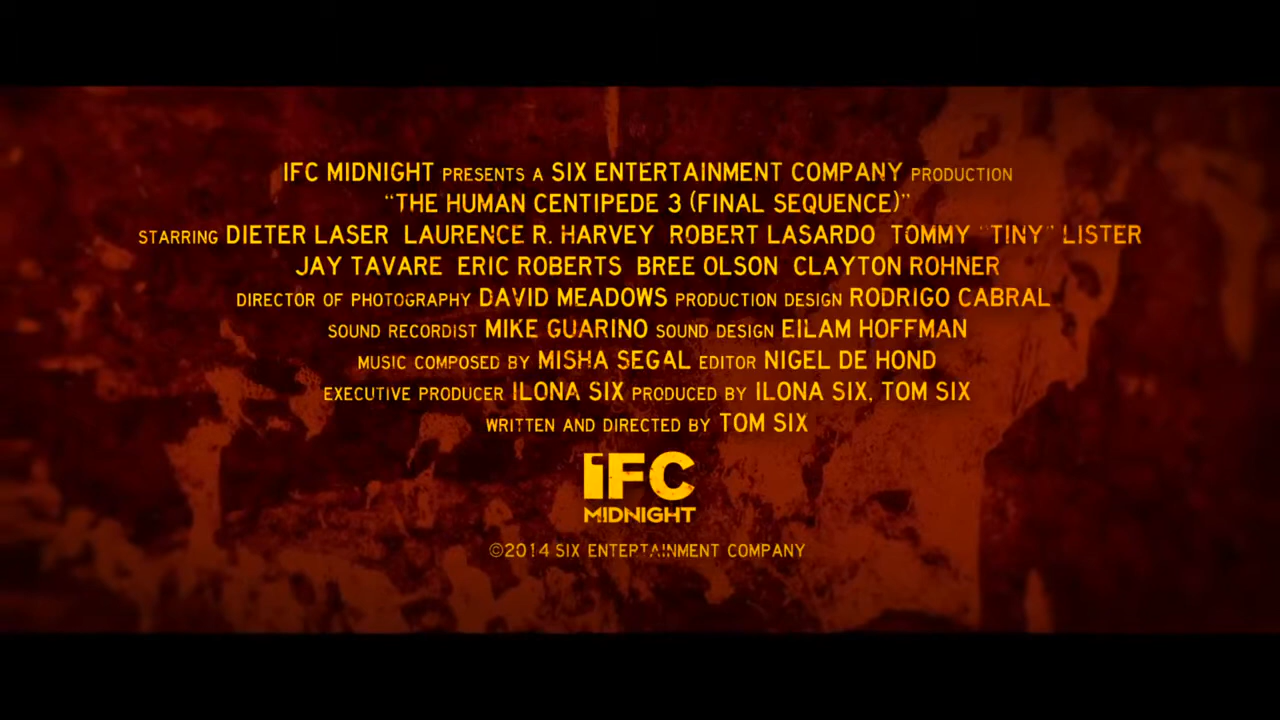 IFC MIDNIGHT PRESENTS A SIX ENTERTAINMENT COMPANY PRODUCTION
"THE HUMAN CENTIPEDE 3 (FINAL SEQUENCE)"
STARRING DIETER LASER LAURENCE R. HARVEY ROBERT LASARDO TOMMY "TINY" LISTER
JAY TAVARE ERIC ROBERTS BREE OLSON CLAYTON ROHNER
DIRECTOR OF PHOTOGRAPHY DAVID MEADOWS PRODUCTION DESIGN RODRIGO CABRAL
SOUND RECORDIST MIKE GUARINO SOUND DESIGN EILAM HOFFMAN
MUSIC COMPOSED BY MISHA SEGAL EDITOR NIGEL DE HOND
EXECUTIVE PRODUCER ILONA SIX PRODUCED BY ILONA SIX, TOM SIX
WRITTEN AND DIRECTED BY TOM SIX
IFC
MIDNIGHT
©2014 SIX ENTERTAINMENT COMPANY